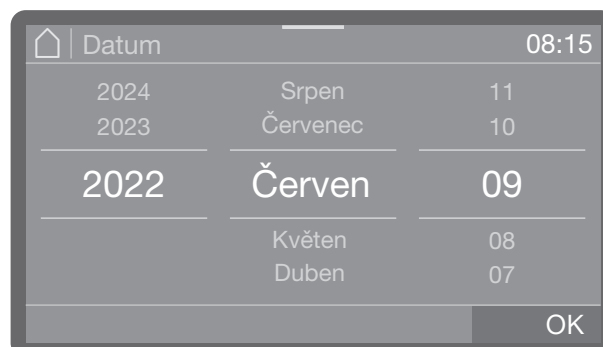 Datum 08:15
2024 Srpen 11
2023 Červenec 10
2022 Červen 09
Květen 08
Duben 07
OK